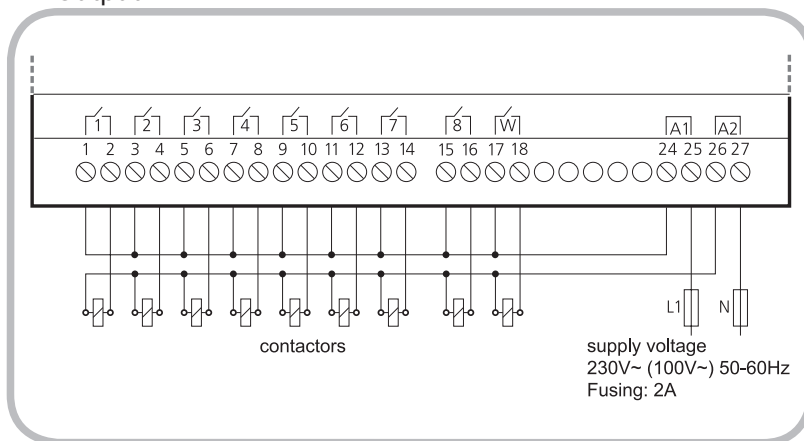 1 2 3 4 5 6 7 8 W A1 A2
1 2 3 4 5 6 7 8 9 10 11 12 13 14 15 16 17 18 24 25 26 27
L1 N
contactors
supply voltage
230V~ (100V~) 50-60Hz
Fusing: 2A